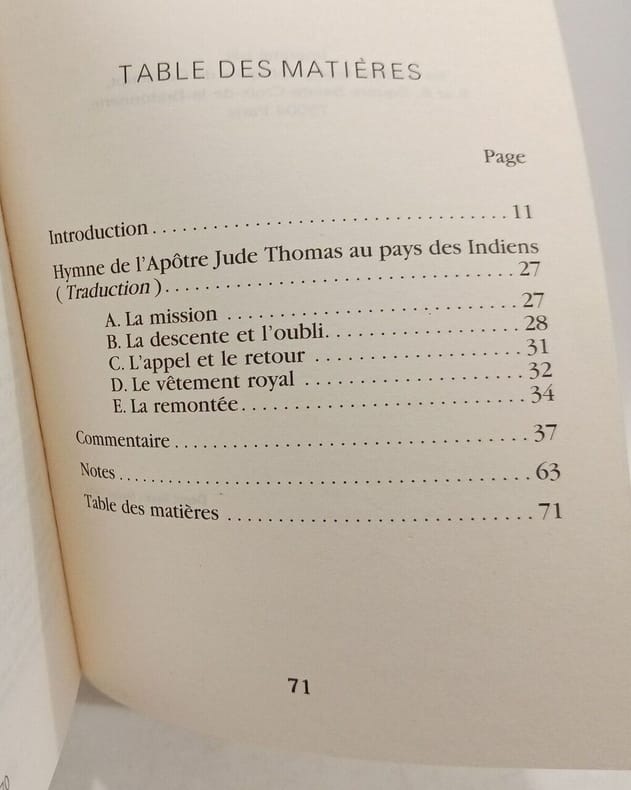 TABLE DES MATIÈRES
Page
Introduction . . . . . . . . . . . . . . . . . . . . . . . . . . . . . . . . . . . . 11
Hymne de l'Apôtre Jude Thomas au pays des Indiens
(Traduction) . . . . . . . . . . . . . . . . . . . . . . . . . . . . . . . . . . . 27
A. La mission . . . . . . . . . . . . . . . . . . . . . . . . . . . . . 27
B. La descente et l'oubli. . . . . . . . . . . . . . . . . . . . 28
C. L'appel et le retour . . . . . . . . . . . . . . . . . . . . . 31
D. Le vêtement royal . . . . . . . . . . . . . . . . . . . . . . 32
E. La remontée. . . . . . . . . . . . . . . . . . . . . . . . . . . . 34
Commentaire . . . . . . . . . . . . . . . . . . . . . . . . . . . . . . . . . . 37
Notes . . . . . . . . . . . . . . . . . . . . . . . . . . . . . . . . . . . . . . . . 63
Table des matières . . . . . . . . . . . . . . . . . . . . . . . . . . . . . 71
71